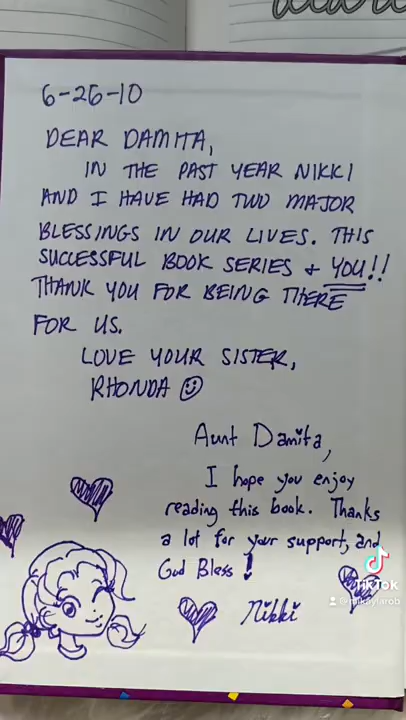 6-26-10
DEAR DAMITA,
IN THE PAST YEAR NIKKI
AND I HAVE HAD TWO MAJOR
BLESSINGS IN OUR LIVES. THIS
SUCCESSFUL BOOK SERIES + YOU!!
THANK YOU FOR BEING THERE
FOR US.
LOVE YOUR SISTER,
RHONDA ☺
Aunt Damita,
I hope you enjoy
reading this book. Thanks
a lot for your support, and
God Bless!
Nikki
TikTok